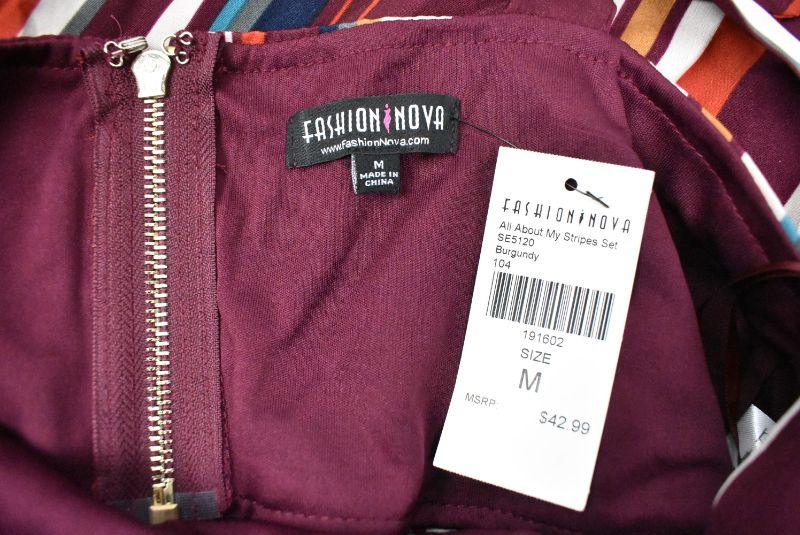 FASHION NOVA
www.FashionNova.com
M
MADE IN
CHINA
FASHION NOVA
All About My Stripes Set
SE5120
Burgundy
104
191602
SIZE
M
MSRP:
$42.99